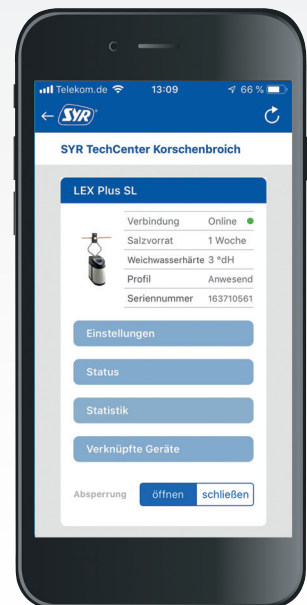 Telekom.de 13:09 66 %
SYR
SYR TechCenter Korschenbroich
LEX Plus SL
Verbindung Online
Salzvorrat 1 Woche
Weichwasserhärte 3 °dH
Profil Anwesend
Seriennummer 163710561
Einstellungen
Status
Statistik
Verknüpfte Geräte
Absperrung öffnen schließen